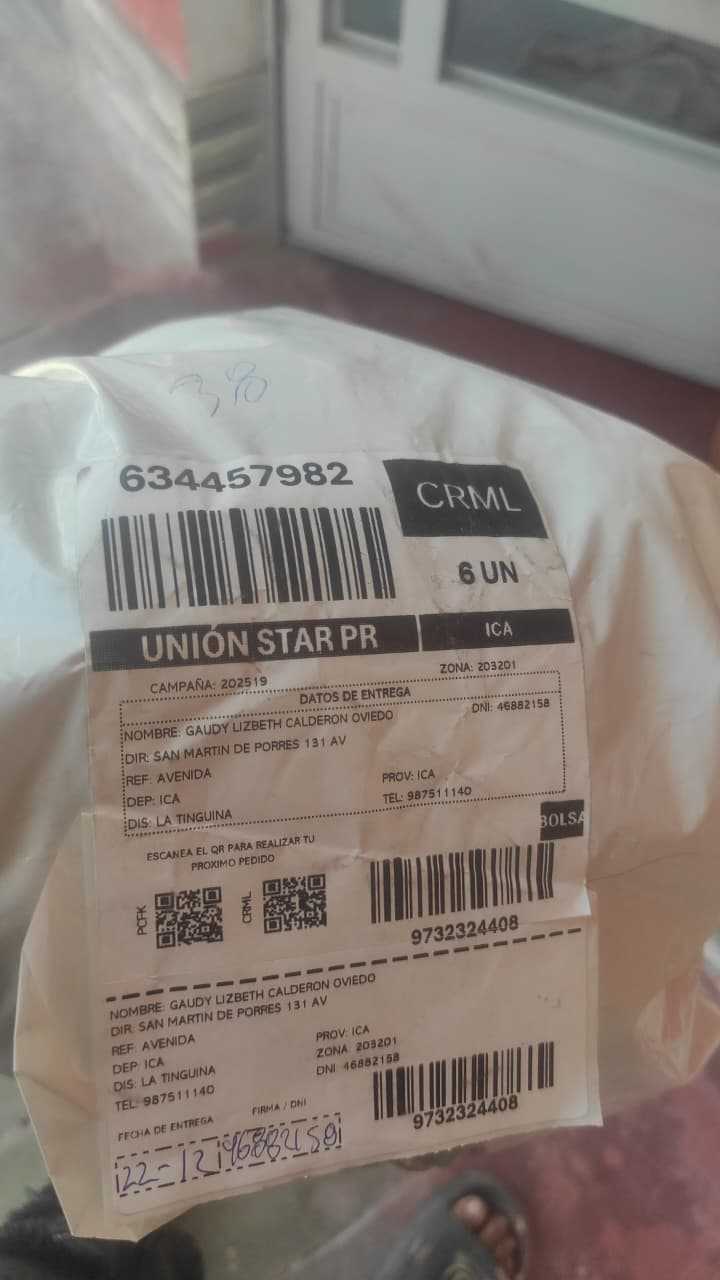 38
634457982
CRML
6 UN
UNIÓN STAR PR
ICA
CAMPAÑA: 202519
ZONA: 203201
DATOS DE ENTREGA
NOMBRE: GAUDY LIZBETH CALDERON OVIEDO
DNI: 46882158
DIR: SAN MARTIN DE PORRES 131 AV
REF: AVENIDA
PROV: ICA
DEP: ICA
TEL: 987511140
DIS: LA TINGUINA
BOLSA
ESCANEA EL QR PARA REALIZAR TU
PROXIMO PEDIDO
PCFK
CRML
9732324408
NOMBRE: GAUDY LIZBETH CALDERON OVIEDO
DIR: SAN MARTIN DE PORRES 131 AV
REF: AVENIDA
PROV: ICA
DEP: ICA
ZONA: 203201
DIS: LA TINGUINA
DNI: 46882158
TEL: 987511140
9732324408
FECHA DE ENTREGA
FIRMA / DNI
22-12
46882158